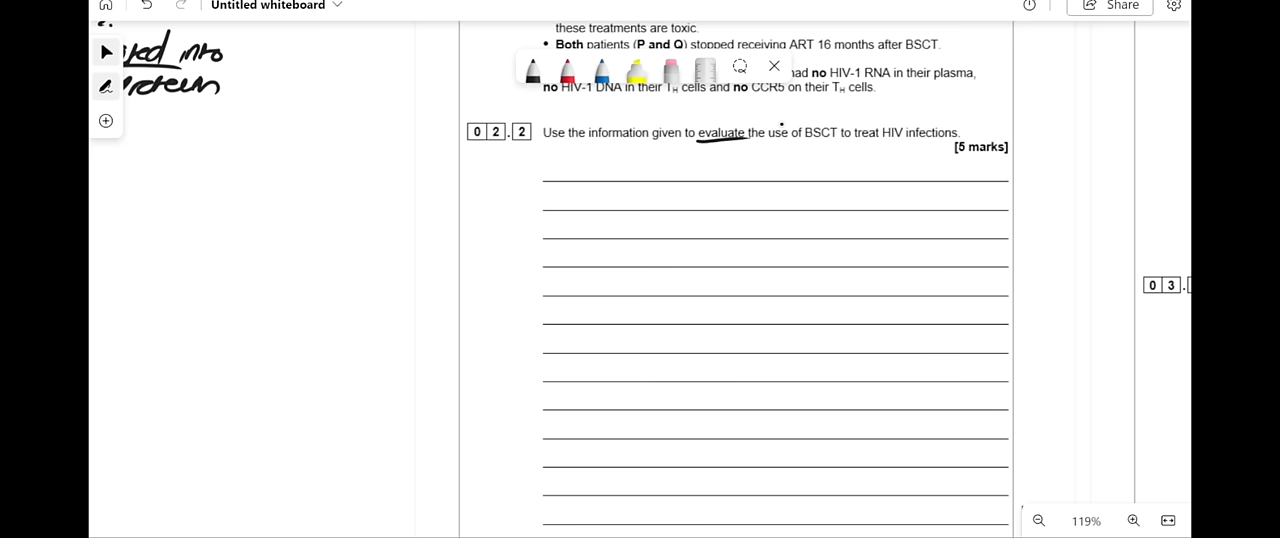 Untitled whiteboard
Share
into
these treatments are toxic.
• Both patients (P and Q) stopped receiving ART 16 months after BSCT.
had no HIV-1 RNA in their plasma,
no HIV-1 DNA in their TH cells and no CCR5 on their TH cells.
0 2 . 2 Use the information given to evaluate the use of BSCT to treat HIV infections.
[5 marks]
0 3 .
119%